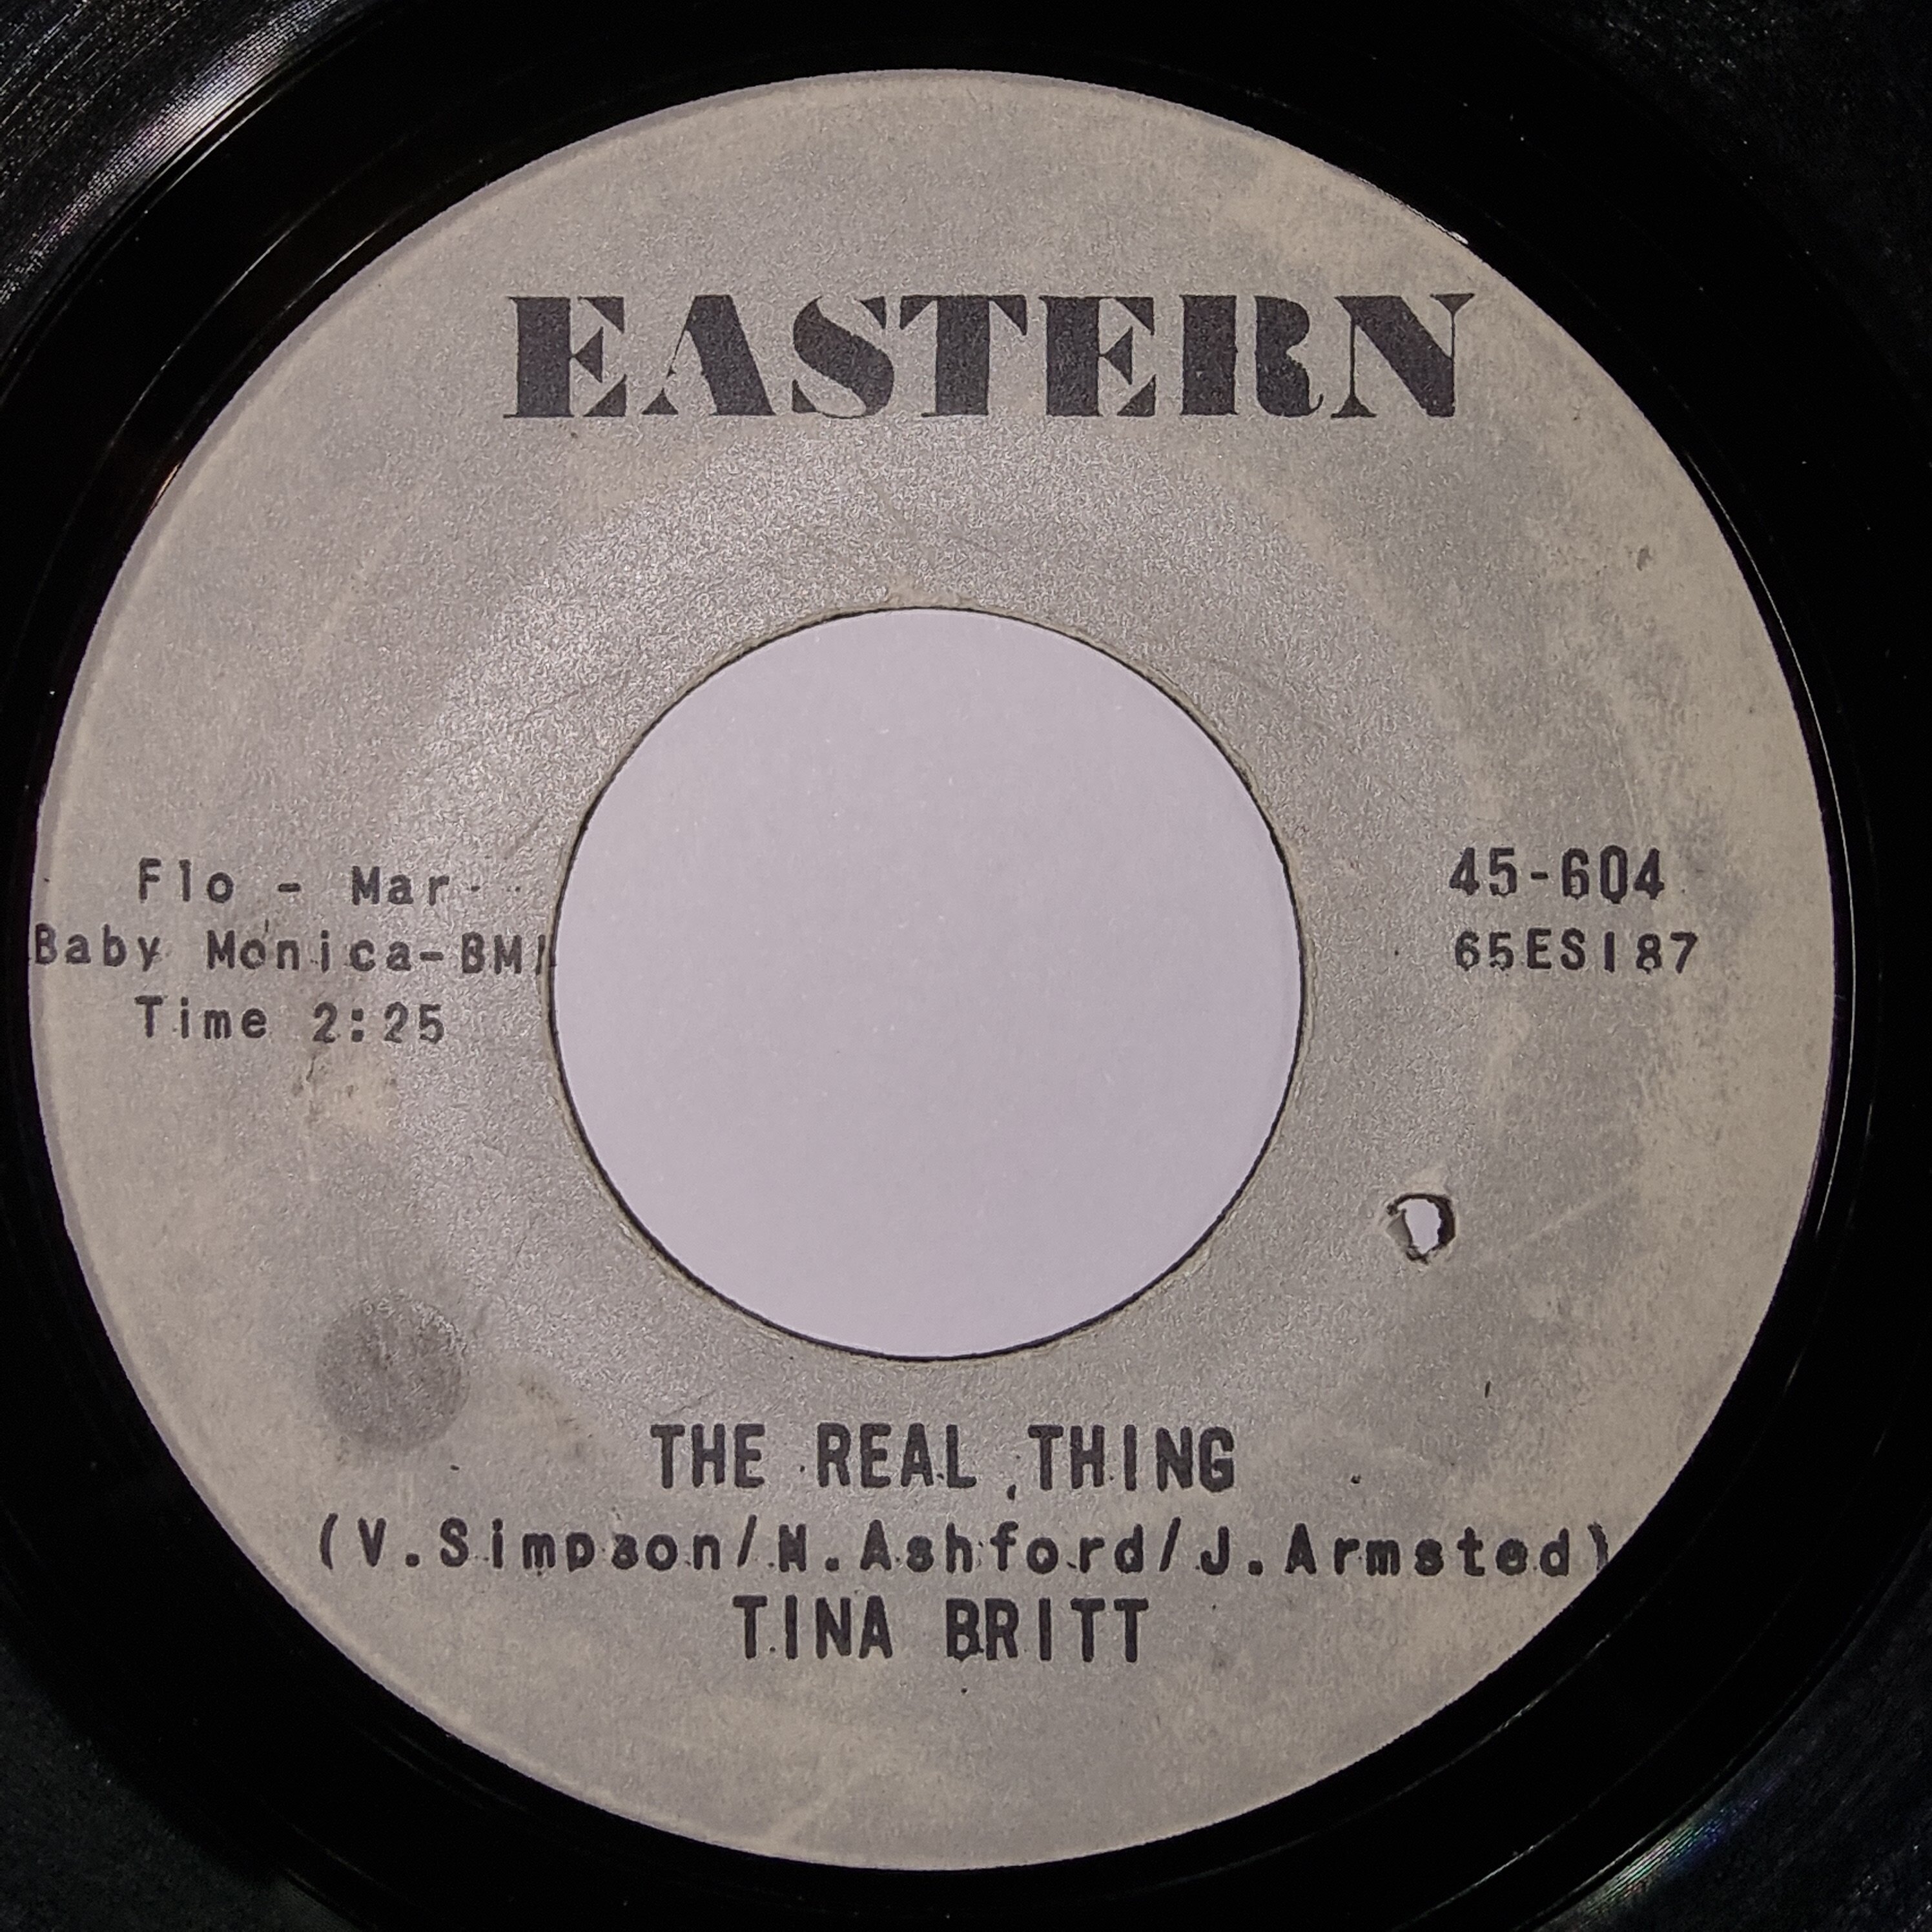 EASTERN
Flo - Mar
Baby Monica-BMI
Time 2:25
45-604
65ESI87
THE REAL THING
(V.Simpson/N.Ashford/J.Armsted)
TINA BRITT